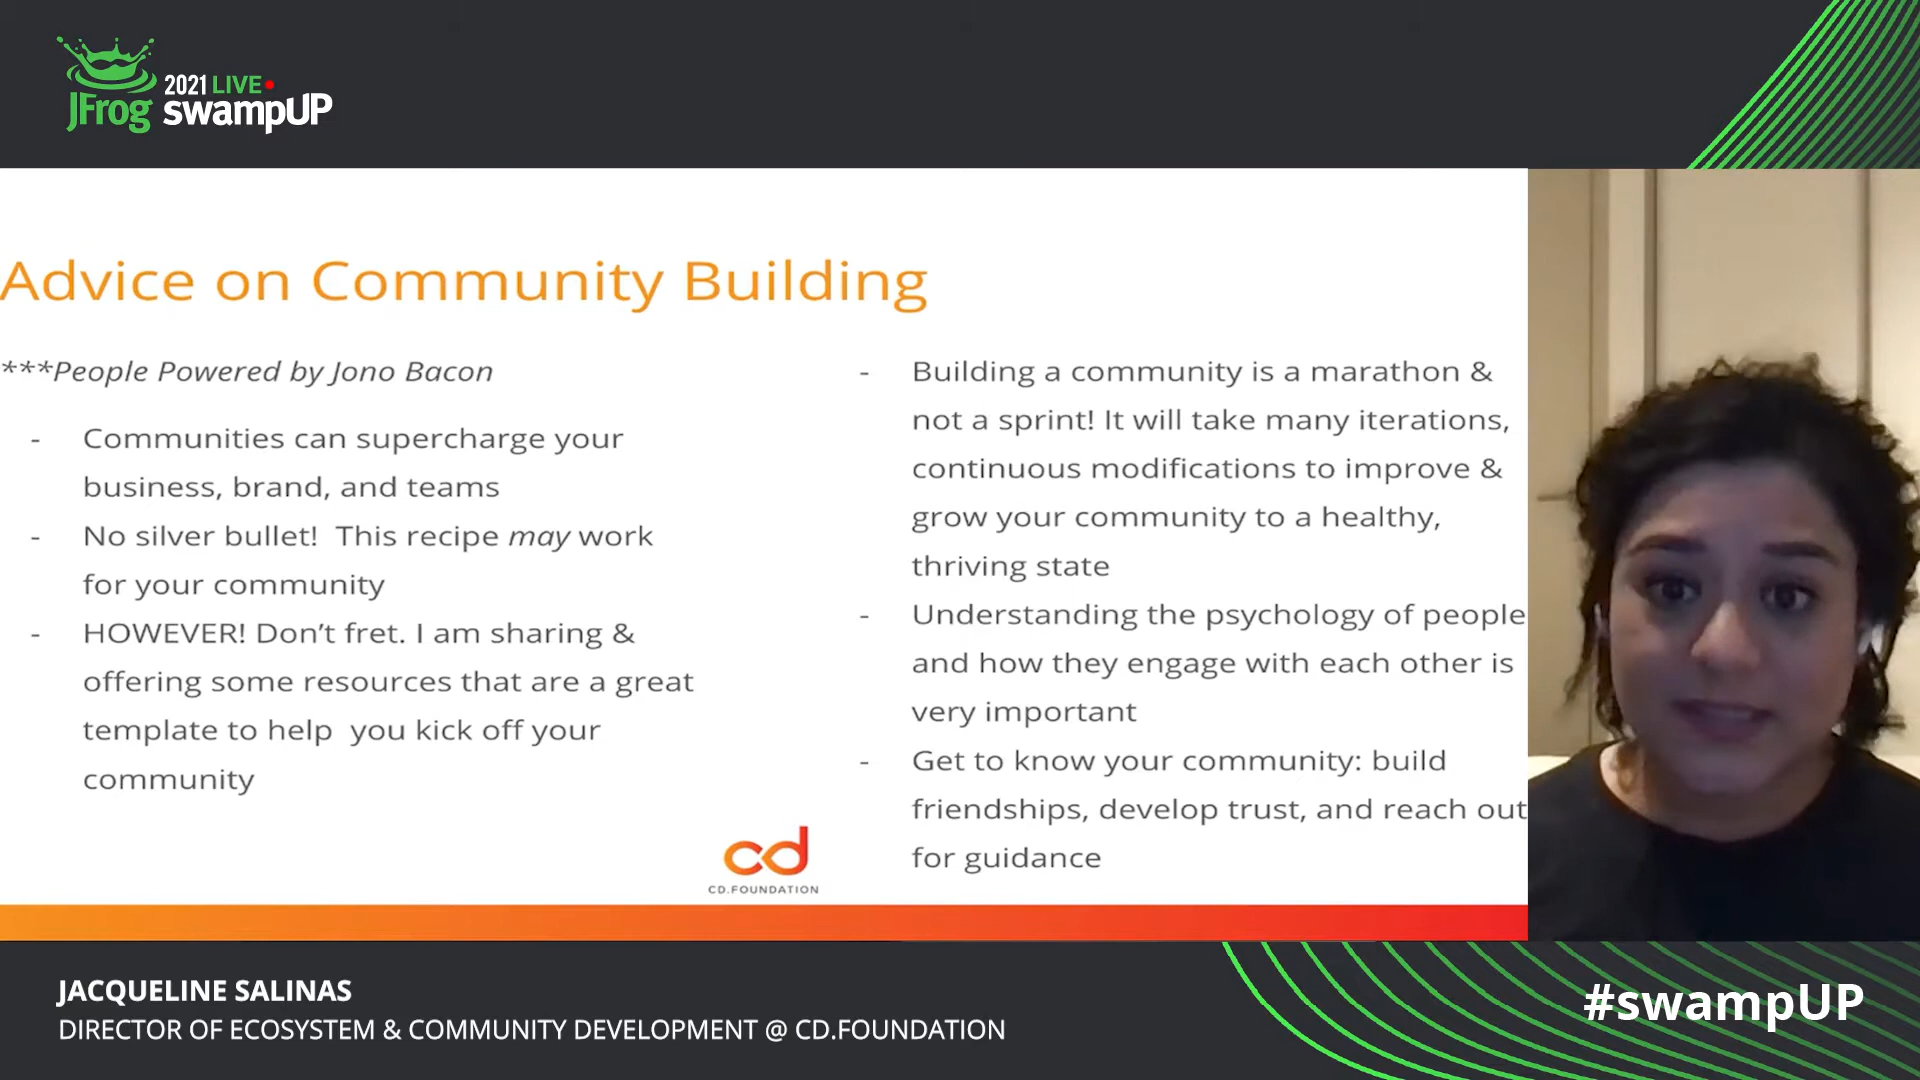 2021 LIVE
JFrog swampUP
Advice on Community Building
***People Powered by Jono Bacon
- Communities can supercharge your
business, brand, and teams
- No silver bullet!  This recipe may work
for your community
- HOWEVER! Don’t fret. I am sharing &
offering some resources that are a great
template to help  you kick off your
community
- Building a community is a marathon &
not a sprint! It will take many iterations,
continuous modifications to improve &
grow your community to a healthy,
thriving state
- Understanding the psychology of people
and how they engage with each other is
very important
- Get to know your community: build
friendships, develop trust, and reach out
for guidance
cd
CD.FOUNDATION
JACQUELINE SALINAS
DIRECTOR OF ECOSYSTEM & COMMUNITY DEVELOPMENT @ CD.FOUNDATION
#swampUP